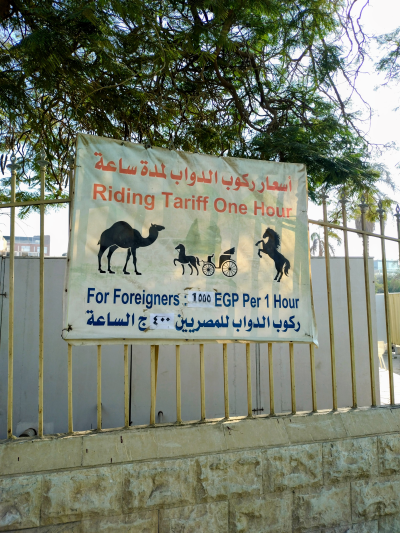 أسعار ركوب الدواب لمدة ساعة
Riding Tariff One Hour
For Foreigners : 1000 EGP Per 1 Hour
ركوب الدواب للمصريين ٤٠٠ ج الساعة